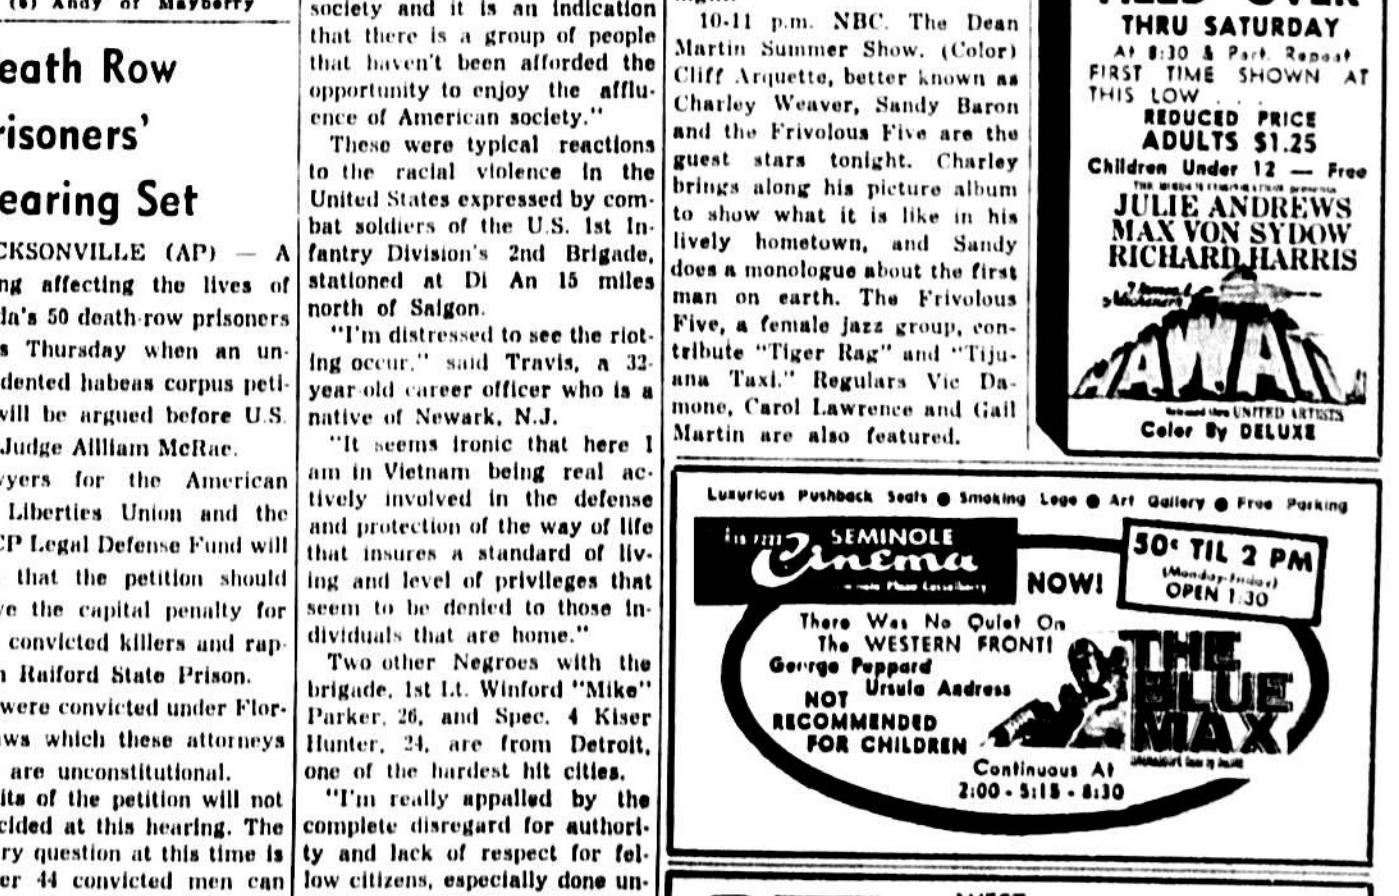 (8) Andy of Mayberry
eath Row
risoners'
earing Set
CKSONVILLE (AP) — A
ng affecting the lives of
da's 50 death-row prisoners
s Thursday when an un-
dented habeas corpus peti-
will be argued before U.S.
Judge Ailliam McRae.
yers for the American
Liberties Union and the
CP Legal Defense Fund will
that the petition should
ve the capital penalty for
convicted killers and rap-
n Raiford State Prison.
were convicted under Flor-
aws which these attorneys
are unconstitutional.
its of the petition will not
cided at this hearing. The
ry question at this time is
er 44 convicted men can
society and it is an indication
that there is a group of people
that haven't been afforded the
opportunity to enjoy the afflu-
ence of American society."
These were typical reactions
to the racial violence in the
United States expressed by com-
bat soldiers of the U.S. 1st In-
fantry Division's 2nd Brigade,
stationed at Di An 15 miles
north of Saigon.
"I'm distressed to see the riot-
ing occur," said Travis, a 32-
year-old career officer who is a
native of Newark, N.J.
"It seems ironic that here I
am in Vietnam being real ac-
tively involved in the defense
and protection of the way of life
that insures a standard of liv-
ing and level of privileges that
seem to be denied to those in-
dividuals that are home."
Two other Negroes with the
brigade, 1st Lt. Winford "Mike"
Parker, 26, and Spec. 4 Kiser
Hunter, 24, are from Detroit,
one of the hardest hit cities.
"I'm really appalled by the
complete disregard for authori-
ty and lack of respect for fel-
low citizens, especially done un-
10-11 p.m. NBC. The Dean
Martin Summer Show. (Color)
Cliff Arquette, better known as
Charley Weaver, Sandy Baron
and the Frivolous Five are the
guest stars tonight. Charley
brings along his picture album
to show what it is like in his
lively hometown, and Sandy
does a monologue about the first
man on earth. The Frivolous
Five, a female jazz group, con-
tribute "Tiger Rag" and "Tiju-
ana Taxi." Regulars Vic Da-
mone, Carol Lawrence and Gail
Martin are also featured.
HELD OVER
THRU SATURDAY
At 8:30 & Part. Repeat
FIRST TIME SHOWN AT
THIS LOW . . .
REDUCED PRICE
ADULTS $1.25
Children Under 12 — Free
JULIE ANDREWS
MAX VON SYDOW
RICHARD HARRIS
Released thru UNITED ARTISTS
Color By DELUXE
Luxurious Pushback Seats ● Smoking Loge ● Art Gallery ● Free Parking
SEMINOLE
Cinema
NOW!
50¢ TIL 2 PM
(Monday-Friday)
OPEN 1:30
There Was No Quiet On
The WESTERN FRONT!
George Peppard
Ursula Andress
NOT
RECOMMENDED
FOR CHILDREN
THE
BLUE
MAX
Continuous At
2:00 - 5:15 - 8:30